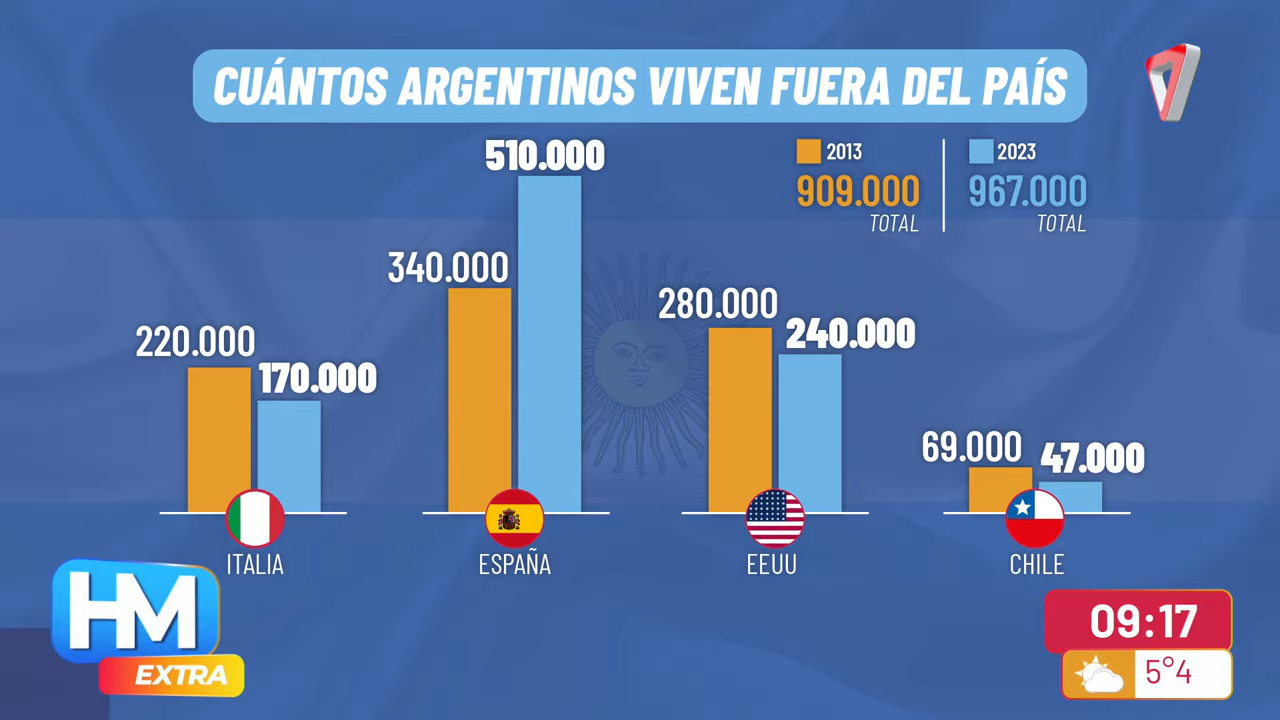 CUÁNTOS ARGENTINOS VIVEN FUERA DEL PAÍS
7
2013
909.000
TOTAL
2023
967.000
TOTAL
220.000
170.000
340.000
510.000
280.000
240.000
69.000
47.000
ITALIA
ESPAÑA
EEUU
CHILE
HM
EXTRA
09:17
5°4